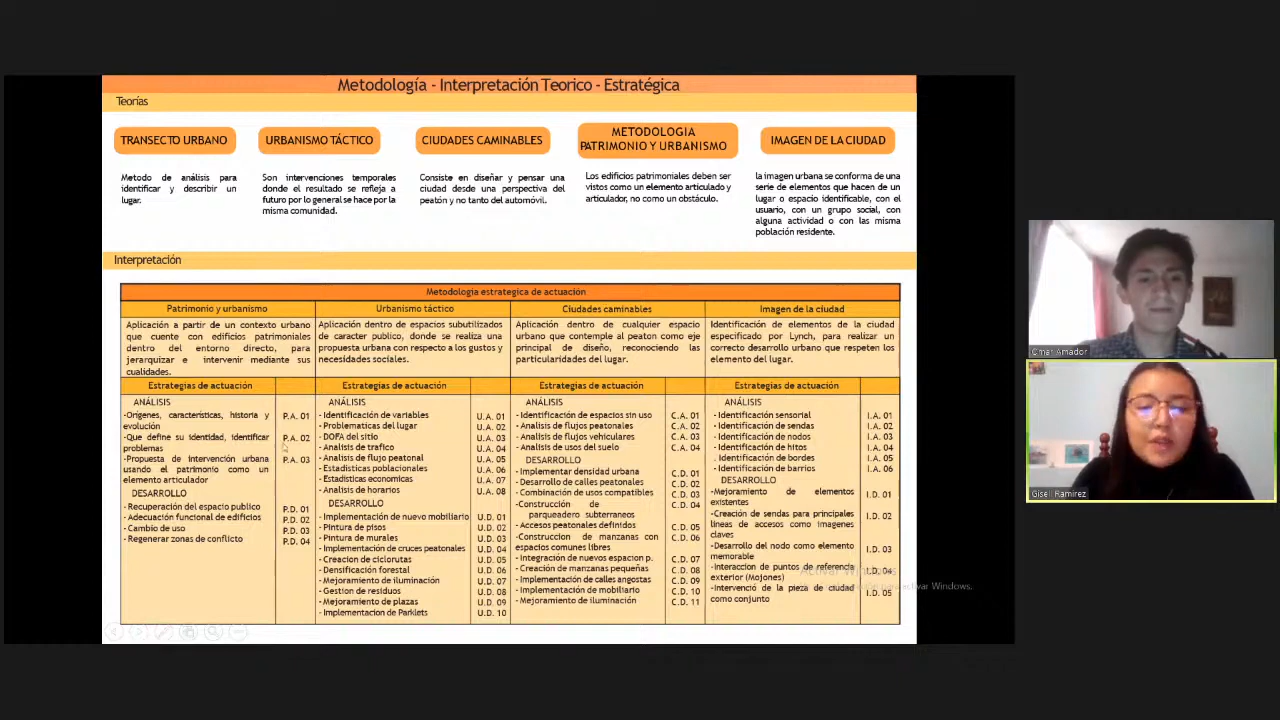 Metodología - Interpretación Teorico - Estratégica
Teorías
TRANSECTO URBANO
Metodo de análisis para
identificar y describir un
lugar.
URBANISMO TÁCTICO
Son intervenciones temporales
donde el resultado se refleja a
futuro por lo general se hace por la
misma comunidad.
CIUDADES CAMINABLES
Consiste en diseñar y pensar una
ciudad desde una perspectiva del
peatón y no tanto del automóvil.
METODOLOGIA
PATRIMONIO Y URBANISMO
Los edificios patrimoniales deben ser
vistos como un elemento articulado y
articulador, no como un obstáculo.
IMAGEN DE LA CIUDAD
la imagen urbana se conforma de una
serie de elementos que hacen de un
lugar o espacio identificable, con el
usuario, con un grupo social, con
alguna actividad o con las misma
población residente.
Interpretación
Metodología estrategica de actuación
Patrimonio y urbanismo
Aplicación a partir de un contexto urbano
que cuente con edificios patrimoniales
dentro del entorno directo, para
jerarquizar e intervenir mediante sus
cualidades.
Estrategias de actuación
ANÁLISIS
-Orígenes, características, historia y P.A. 01
evolución
-Que define su identidad, identificar P.A. 02
problemas
-Propuesta de intervención urbana P.A. 03
usando el patrimonio como un
elemento articulador
DESARROLLO
- Recuperación del espacio publico P.D. 01
- Adecuación funcional de edificios P.D. 02
- Cambio de uso P.D. 03
- Regenerar zonas de conflicto P.D. 04
Urbanismo táctico
Aplicación dentro de espacios subutilizados
de caracter publico, donde se realiza una
propuesta urbana con respecto a los gustos y
necesidades sociales.
Estrategias de actuación
ANÁLISIS
- Identificación de variables U.A. 01
- Problematicas del lugar U.A. 02
- DOFA del sitio U.A. 03
- Analisis de trafico U.A. 04
- Analisis de flujo peatonal U.A. 05
- Estadisticas poblacionales U.A. 06
- Estadisticas economicas U.A. 07
- Analisis de horarios U.A. 08
DESARROLLO
- Implementación de nuevo mobiliario U.D. 01
- Pintura de pisos U.D. 02
- Pintura de murales U.D. 03
- Implementación de cruces peatonales U.D. 04
- Creacion de ciclorutas U.D. 05
- Densificación forestal U.D. 06
- Mejoramiento de iluminación U.D. 07
- Gestion de residuos U.D. 08
- Mejoramiento de plazas U.D. 09
- Implementacion de Parklets U.D. 10
Ciudades caminables
Aplicación dentro de cualquier espacio
urbano que contemple al peaton como eje
principal de diseño, reconociendo las
particularidades del lugar.
Estrategias de actuación
ANÁLISIS
- Identificación de espacios sin uso C.A. 01
- Analisis de flujos peatonales C.A. 02
- Analisis de flujos vehiculares C.A. 03
- Analisis de usos del suelo C.A. 04
DESARROLLO
- Implementar densidad urbana C.D. 01
- Desarrollo de calles peatonales C.D. 02
- Combinación de usos compatibles C.D. 03
-Construcción de C.D. 04
parqueadero subterraneos
- Accesos peatonales definidos C.D. 05
-Construccion de manzanas con C.D. 06
espacios comunes libres
- Integración de nuevos espacion p. C.D. 07
- Creación de manzanas pequeñas C.D. 08
- Implementación de calles angostas C.D. 09
- Implementación de mobiliario C.D. 10
- Mejoramiento de iluminación C.D. 11
Imagen de la ciudad
Identificación de elementos de la ciudad
especificado por Lynch, para realizar un
correcto desarrollo urbano que respeten los
elemento del lugar.
Estrategias de actuación
ANÁLISIS
- Identificación sensorial I.A. 01
- Identificación de sendas I.A. 02
- Identificación de nodos I.A. 03
- Identificación de hitos I.A. 04
- Identificación de bordes I.A. 05
- Identificación de barrios I.A. 06
DESARROLLO
-Mejoramiento de elementos I.D. 01
existentes
-Creación de sendas para principales I.D. 02
lineas de accesos como imagenes
claves
-Desarrollo del nodo como elemento I.D. 03
memorable
-Interaccion de puntos de referencia I.D. 04
exterior (Mojones)
-Intervenció de la pieza de ciudad I.D. 05
como conjunto
Activar Windows
para activar Windows.
Omar Amador
Gisell Ramirez